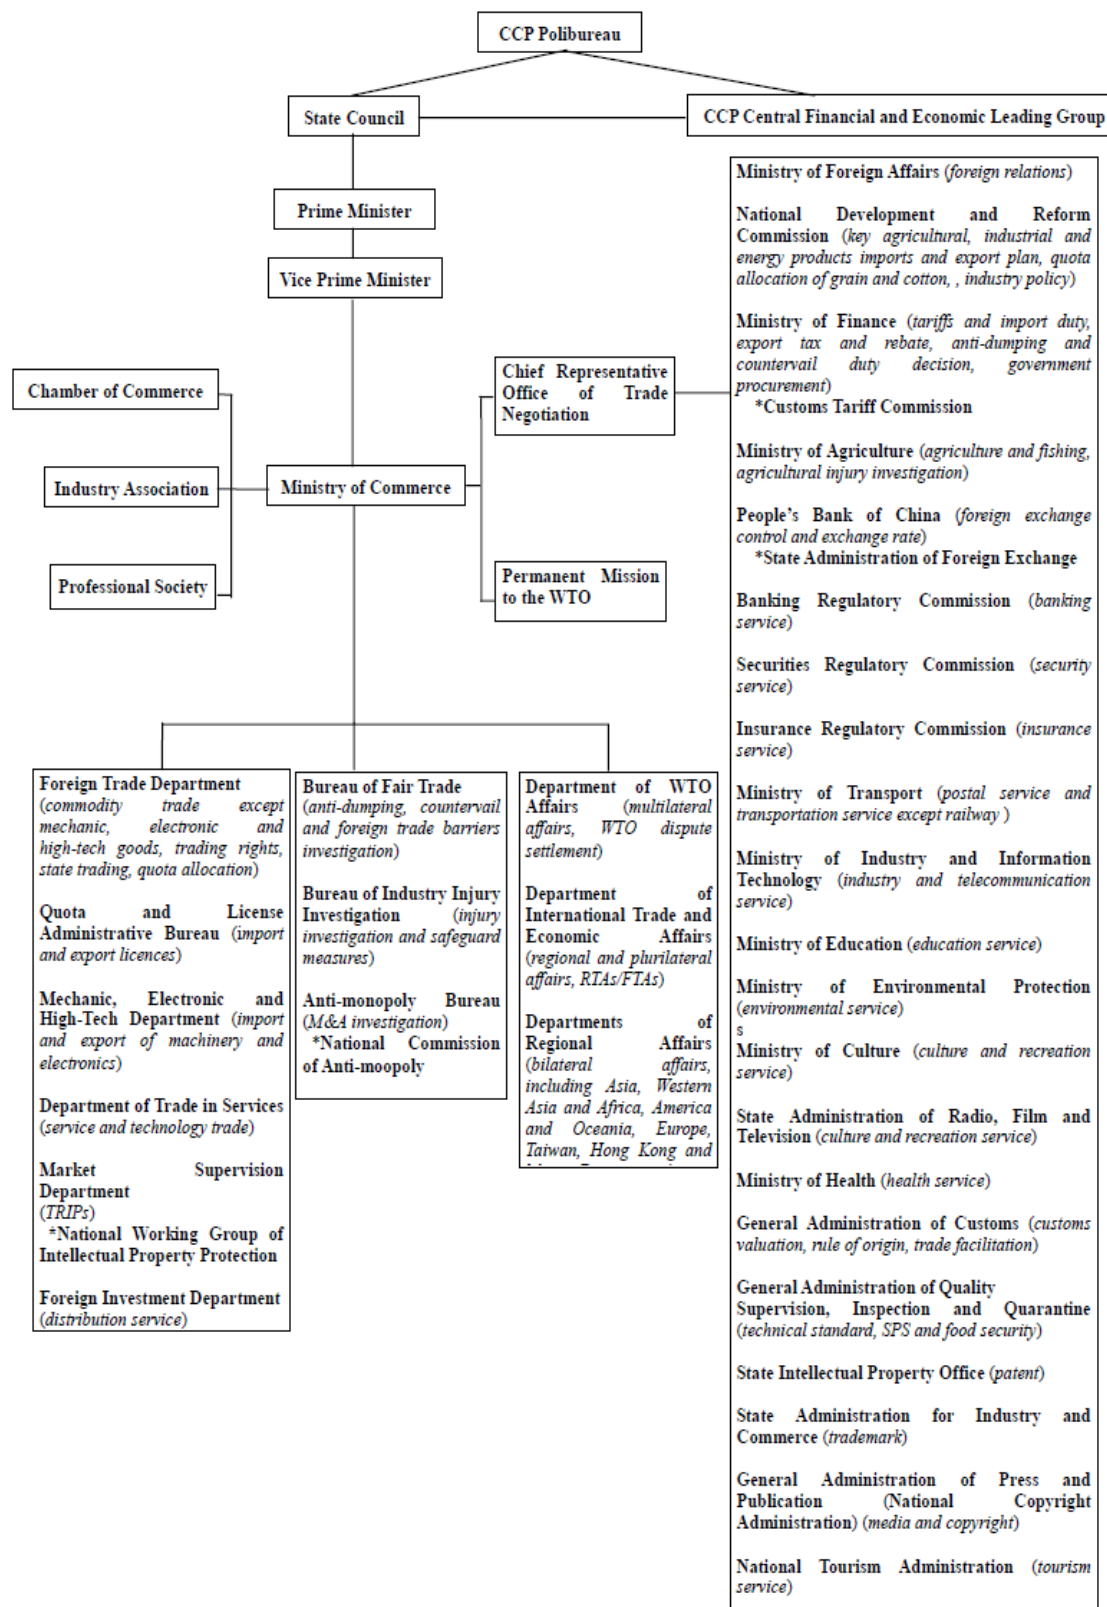 CCP Polibureau
State Council
CCP Central Financial and Economic Leading Group
Prime Minister
Vice Prime Minister
Chamber of Commerce
Industry Association
Professional Society
Ministry of Commerce
Chief Representative
Office of Trade
Negotiation
Permanent Mission
to the WTO
Foreign Trade Department
(commodity trade except
mechanic, electronic and
high-tech goods, trading rights,
state trading, quota allocation)
Quota and License
Administrative Bureau (import
and export licences)
Mechanic, Electronic and
High-Tech Department (import
and export of machinery and
electronics)
Department of Trade in Services
(service and technology trade)
Market Supervision
Department
(TRIPs)
*National Working Group of
Intellectual Property Protection
Foreign Investment Department
(distribution service)
Bureau of Fair Trade
(anti-dumping, countervail
and foreign trade barriers
investigation)
Bureau of Industry Injury
Investigation (injury
investigation and safeguard
measures)
Anti-monopoly Bureau
(M&A investigation)
*National Commission
of Anti-moopoly
Department of WTO
Affairs (multilateral
affairs, WTO dispute
settlement)
Department of
International Trade and
Economic Affairs
(regional and plurilateral
affairs, RTAs/FTAs)
Departments of
Regional Affairs
(bilateral affairs,
including Asia, Western
Asia and Africa, America
and Oceania, Europe,
Taiwan, Hong Kong and
Ministry of Foreign Affairs (foreign relations)
National Development and Reform
Commission (key agricultural, industrial and
energy products imports and export plan, quota
allocation of grain and cotton, , industry policy)
Ministry of Finance (tariffs and import duty,
export tax and rebate, anti-dumping and
countervail duty decision, government
procurement)
*Customs Tariff Commission
Ministry of Agriculture (agriculture and fishing,
agricultural injury investigation)
People's Bank of China (foreign exchange
control and exchange rate)
*State Administration of Foreign Exchange
Banking Regulatory Commission (banking
service)
Securities Regulatory Commission (security
service)
Insurance Regulatory Commission (insurance
service)
Ministry of Transport (postal service and
transportation service except railway )
Ministry of Industry and Information
Technology (industry and telecommunication
service)
Ministry of Education (education service)
Ministry of Environmental Protection
(environmental service)
s
Ministry of Culture (culture and recreation
service)
State Administration of Radio, Film and
Television (culture and recreation service)
Ministry of Health (health service)
General Administration of Customs (customs
valuation, rule of origin, trade facilitation)
General Administration of Quality
Supervision, Inspection and Quarantine
(technical standard, SPS and food security)
State Intellectual Property Office (patent)
State Administration for Industry and
Commerce (trademark)
General Administration of Press and
Publication (National Copyright
Administration) (media and copyright)
National Tourism Administration (tourism
service)